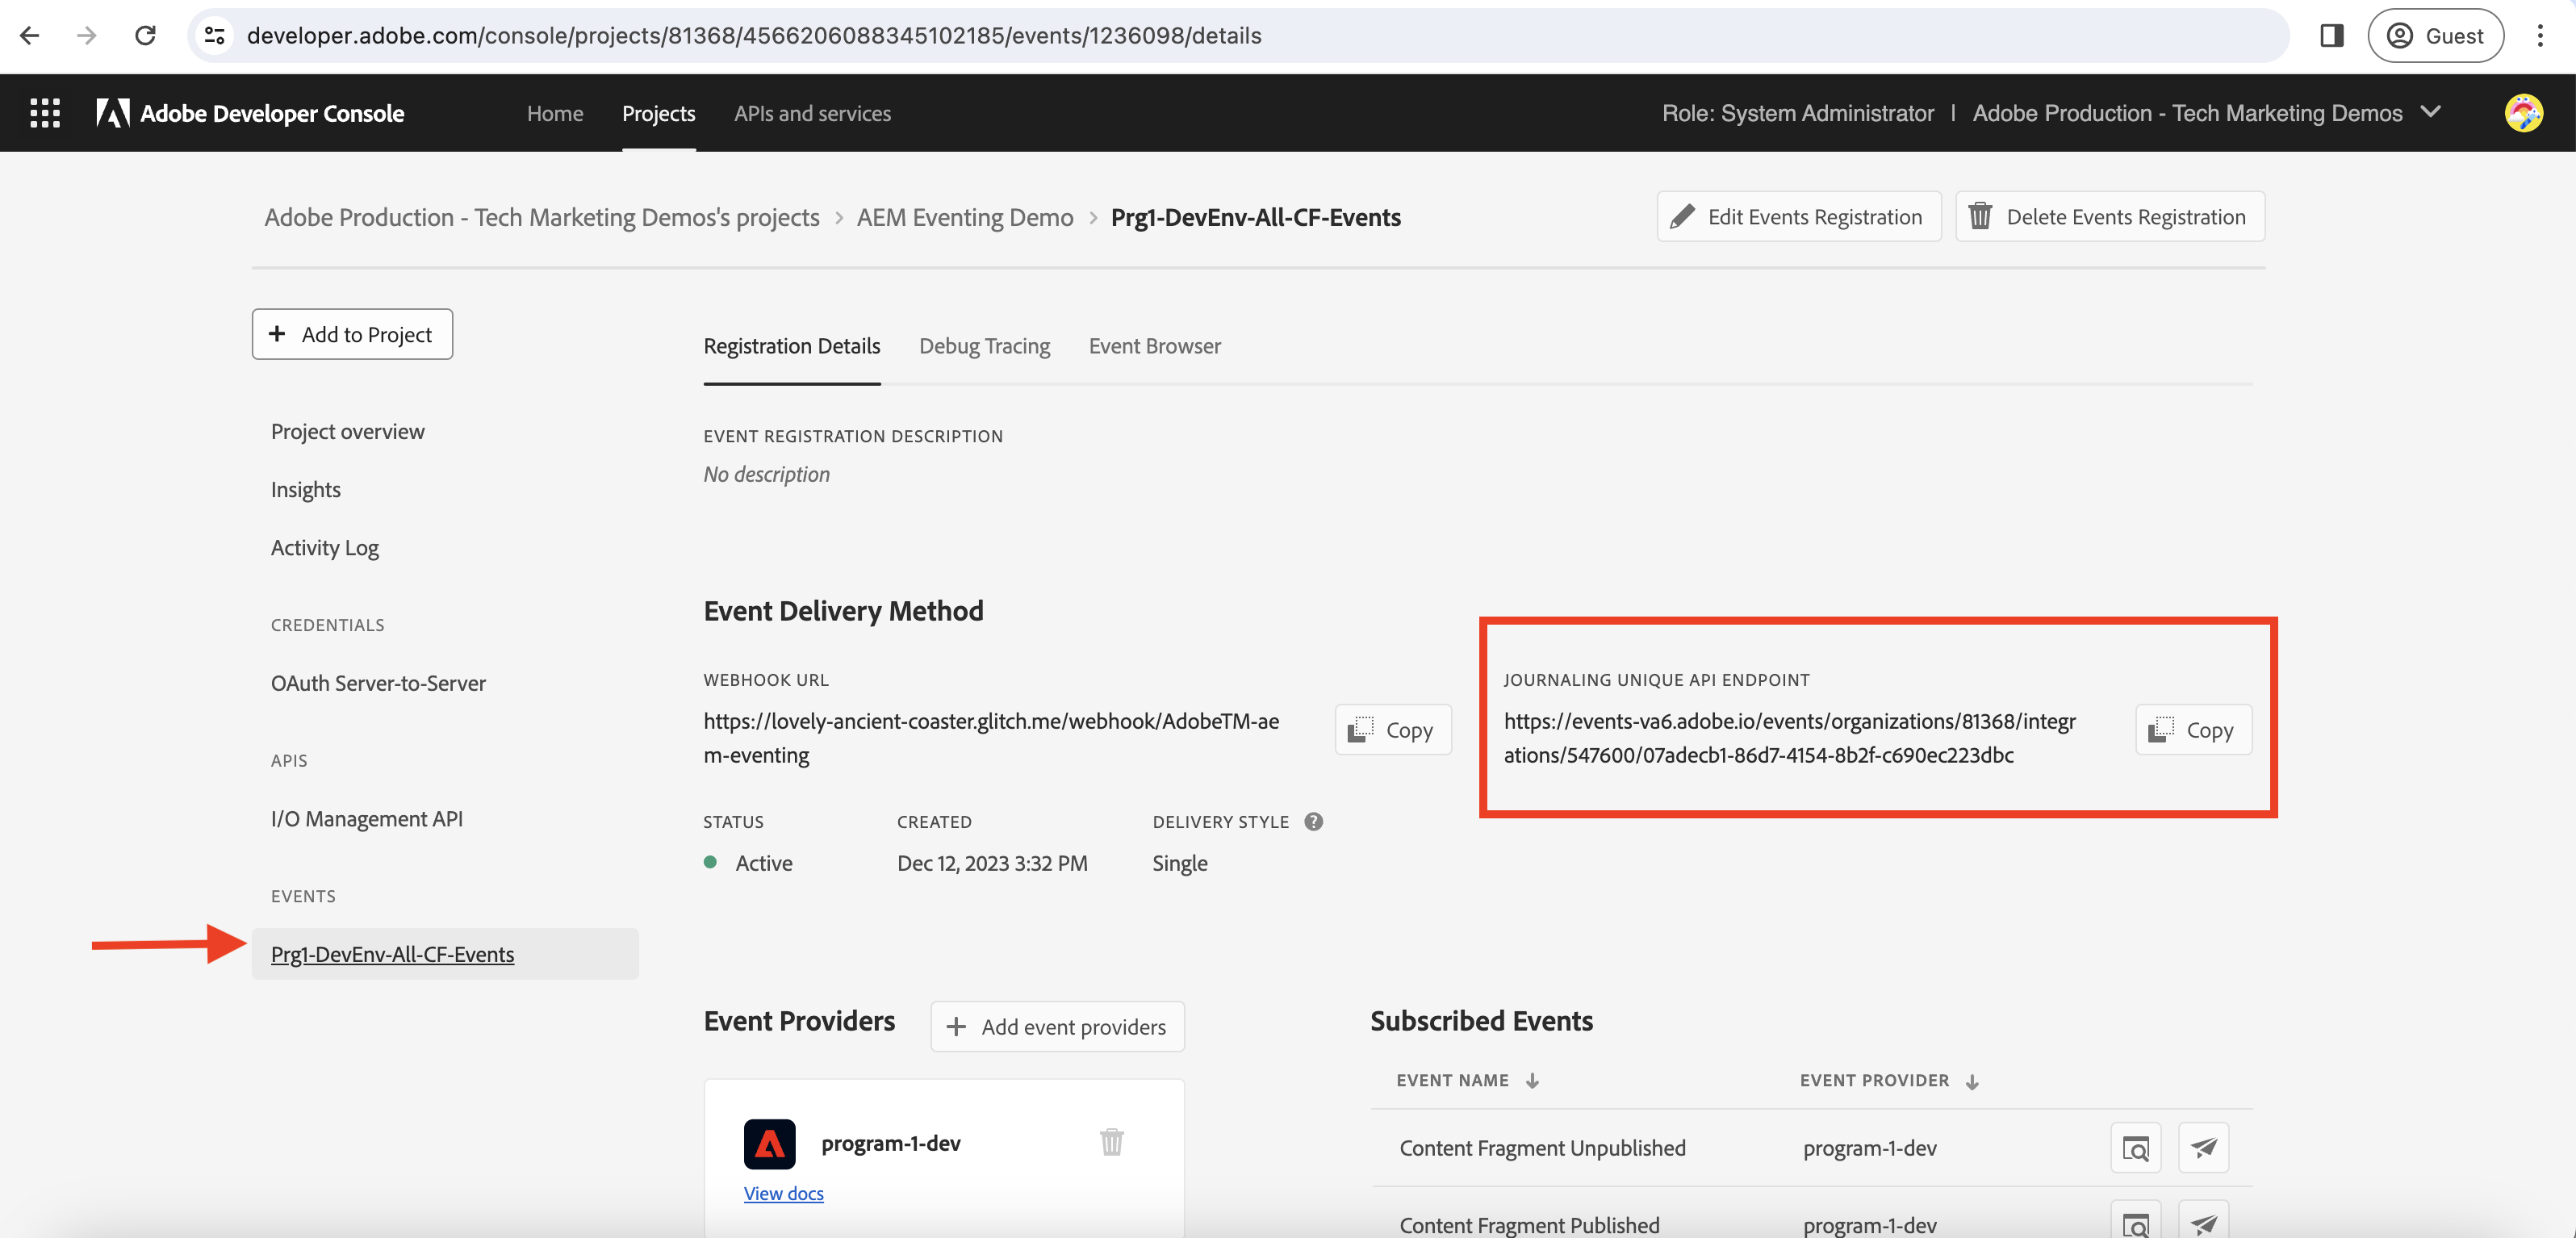 developer.adobe.com/console/projects/81368/4566206088345102185/events/1236098/details
Guest
Adobe Developer Console
Home
Projects
APIs and services
Role: System Administrator | Adobe Production - Tech Marketing Demos
Adobe Production - Tech Marketing Demos's projects > AEM Eventing Demo > Prg1-DevEnv-All-CF-Events
Edit Events Registration
Delete Events Registration
+ Add to Project
Project overview
Insights
Activity Log
CREDENTIALS
OAuth Server-to-Server
APIS
I/O Management API
EVENTS
Prg1-DevEnv-All-CF-Events
Registration Details
Debug Tracing
Event Browser
EVENT REGISTRATION DESCRIPTION
No description
Event Delivery Method
WEBHOOK URL
https://lovely-ancient-coaster.glitch.me/webhook/AdobeTM-ae
m-eventing
Copy
JOURNALING UNIQUE API ENDPOINT
https://events-va6.adobe.io/events/organizations/81368/integr
ations/547600/07adecb1-86d7-4154-8b2f-c690ec223dbc
Copy
STATUS
Active
CREATED
Dec 12, 2023 3:32 PM
DELIVERY STYLE ?
Single
Event Providers
+ Add event providers
program-1-dev
View docs
Subscribed Events
EVENT NAME ↓ EVENT PROVIDER ↓
Content Fragment Unpublished program-1-dev
Content Fragment Published program-1-dev